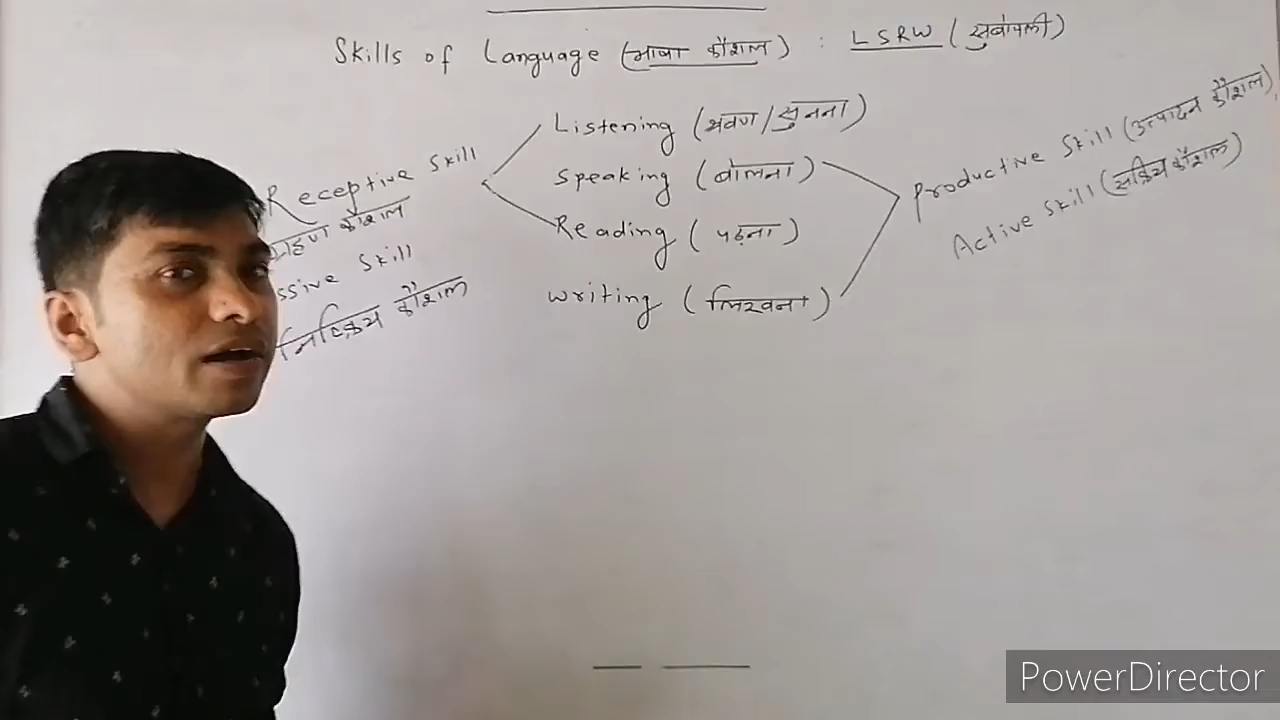 Skills of Language (भाषा कौशल) : LSRW (सुबोपली)
Listening (श्रवण/सुनना)
Speaking (बोलना)
Reading (पढ़ना)
Writing (लिखना)
Receptive Skill
ग्रहण कौशल
ssive Skill
निष्क्रिय कौशल
Productive Skill (उत्पादन कौशल)
Active Skill (सक्रिय कौशल)
PowerDirector